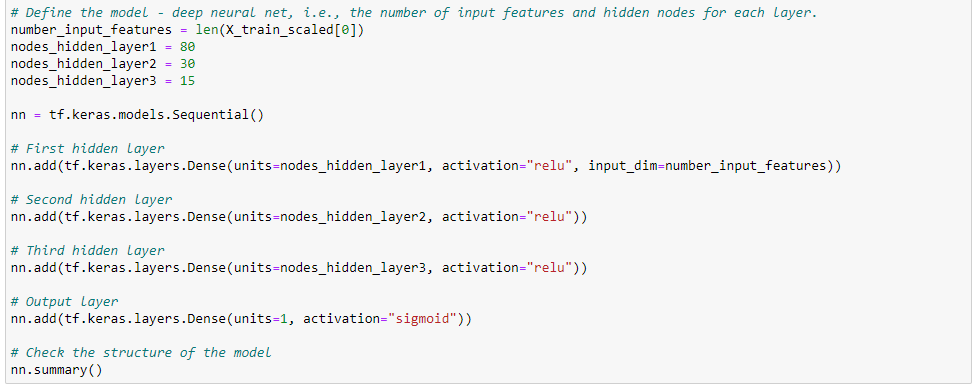 # Define the model - deep neural net, i.e., the number of input features and hidden nodes for each layer.
number_input_features = len(X_train_scaled[0])
nodes_hidden_layer1 = 80
nodes_hidden_layer2 = 30
nodes_hidden_layer3 = 15
nn = tf.keras.models.Sequential()
# First hidden layer
nn.add(tf.keras.layers.Dense(units=nodes_hidden_layer1, activation="relu", input_dim=number_input_features))
# Second hidden layer
nn.add(tf.keras.layers.Dense(units=nodes_hidden_layer2, activation="relu"))
# Third hidden layer
nn.add(tf.keras.layers.Dense(units=nodes_hidden_layer3, activation="relu"))
# Output layer
nn.add(tf.keras.layers.Dense(units=1, activation="sigmoid"))
# Check the structure of the model
nn.summary()